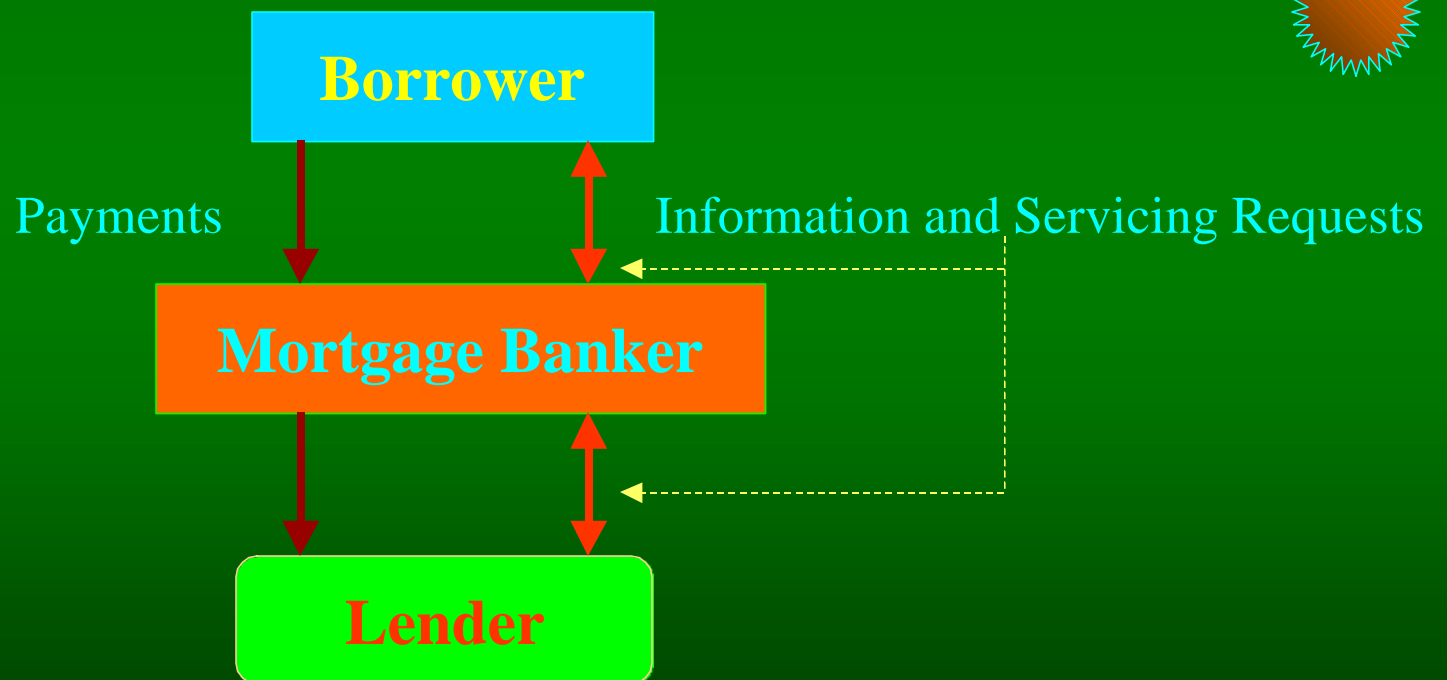 Borrower
Payments
Information and Servicing Requests
Mortgage Banker
Lender